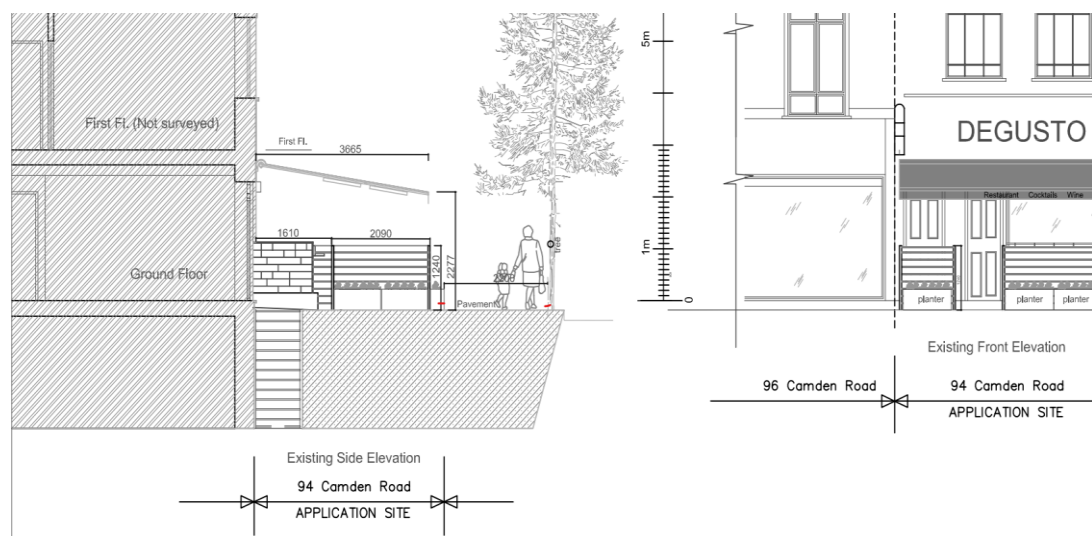 First Fl. (Not surveyed)
First Fl.
3665
1610
2090
1240
2277
Ground Floor
Pavement
tree
Existing Side Elevation
94 Camden Road
APPLICATION SITE
5m
1m
0
DEGUSTO
Restaurant Cocktails Wine
planter
planter
planter
Existing Front Elevation
96 Camden Road
94 Camden Road
APPLICATION SITE